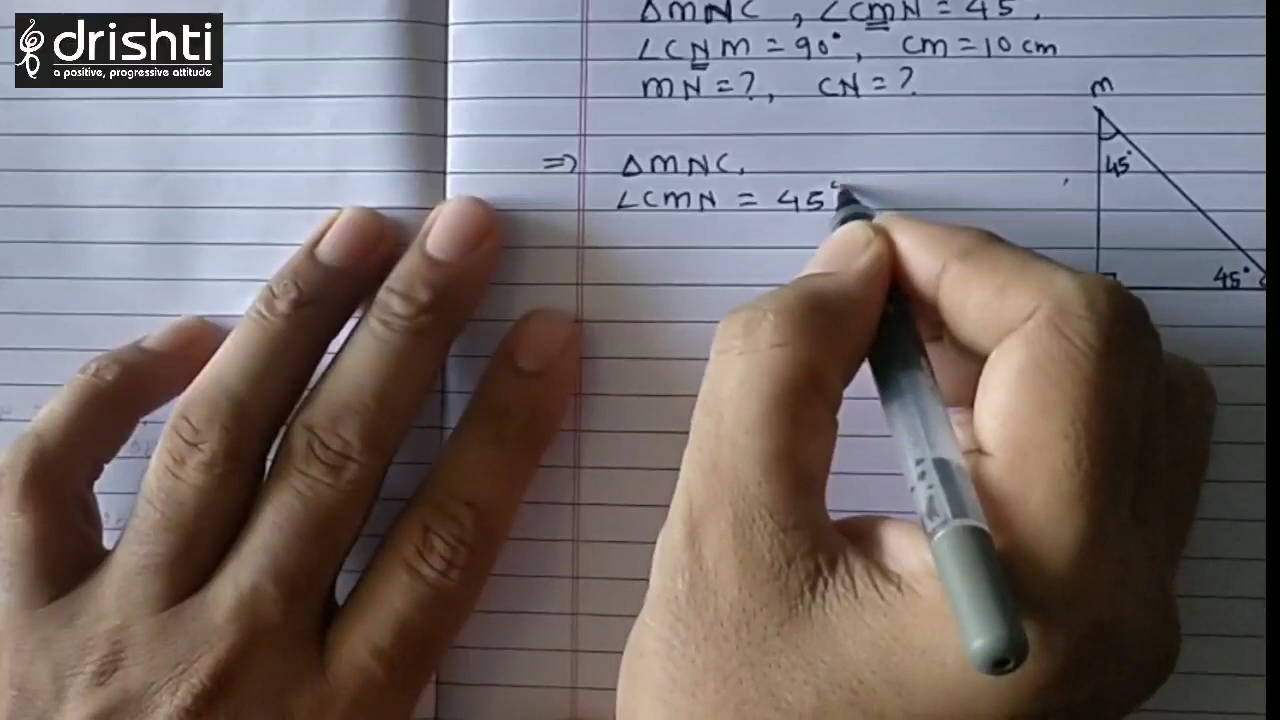 drishti
a positive, progressive attitude
ΔMNC, ∠CMN = 45°.
∠CNM = 90°, CM = 10 cm
MN = ?, CN = ?
M
45°
45°
⇒ ΔMNC,
∠CMN = 45°